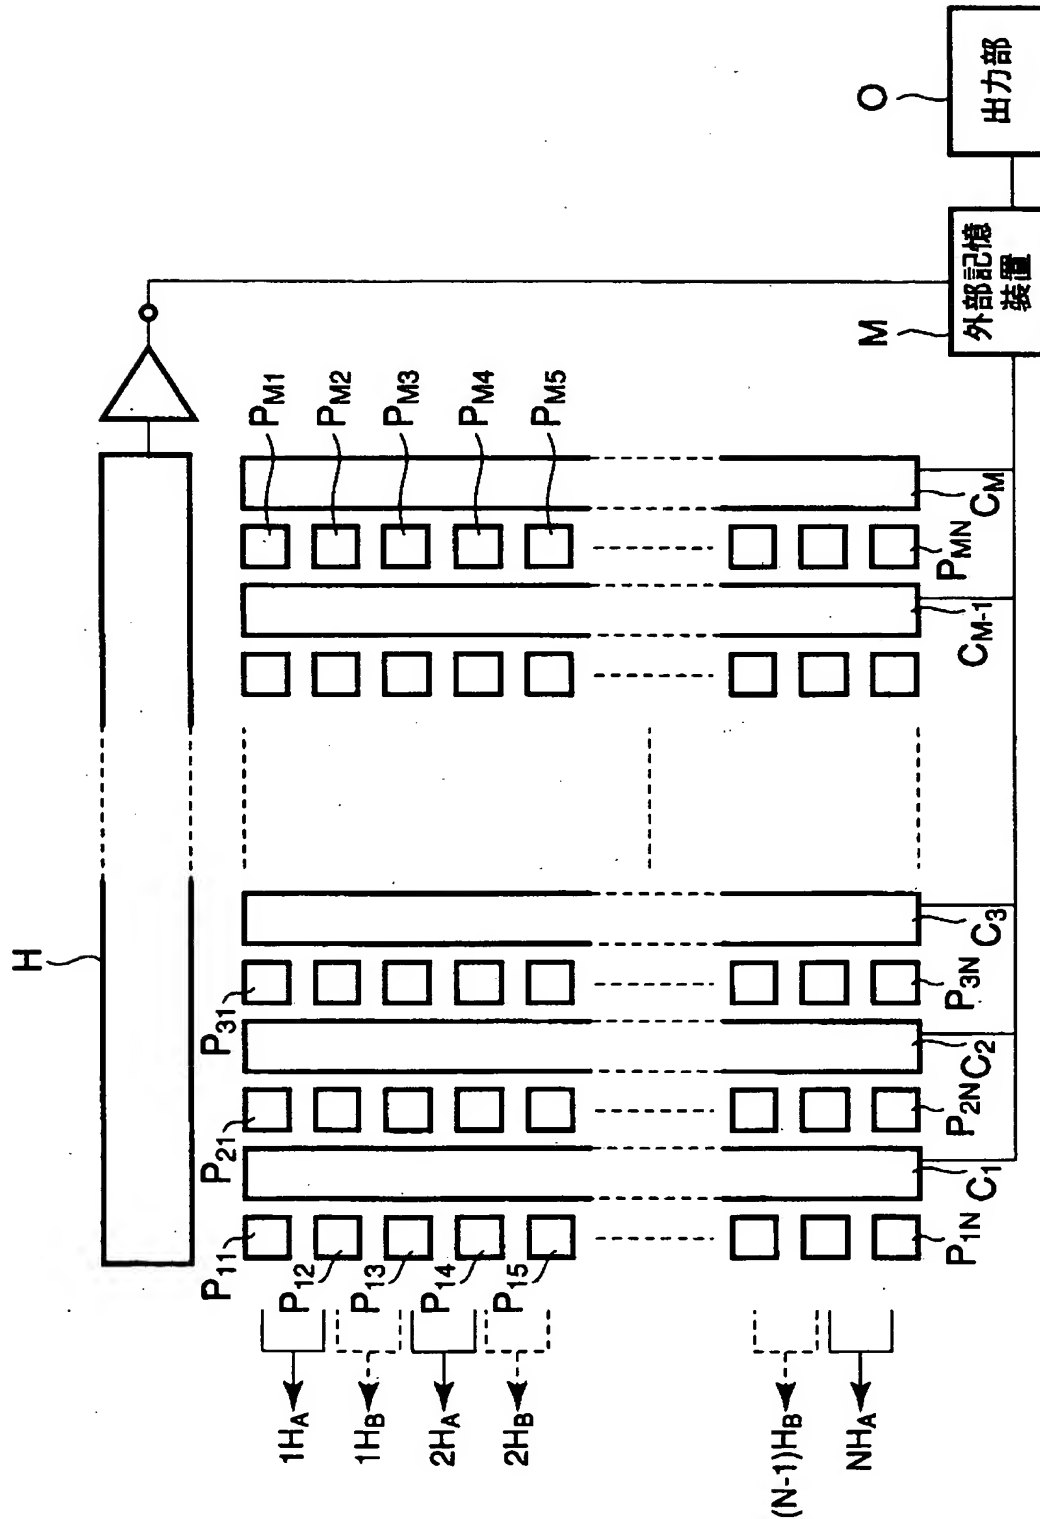 H
O
出力部
M
外部記憶
装置
P11
P21
P31
P12
P13
P14
P15
PM1
PM2
PM3
PM4
PM5
P1N
C1
P2N
C2
P3N
C3
CM-1
PMN
CM
1HA
1HB
2HA
2HB
(N-1)HB
NHA